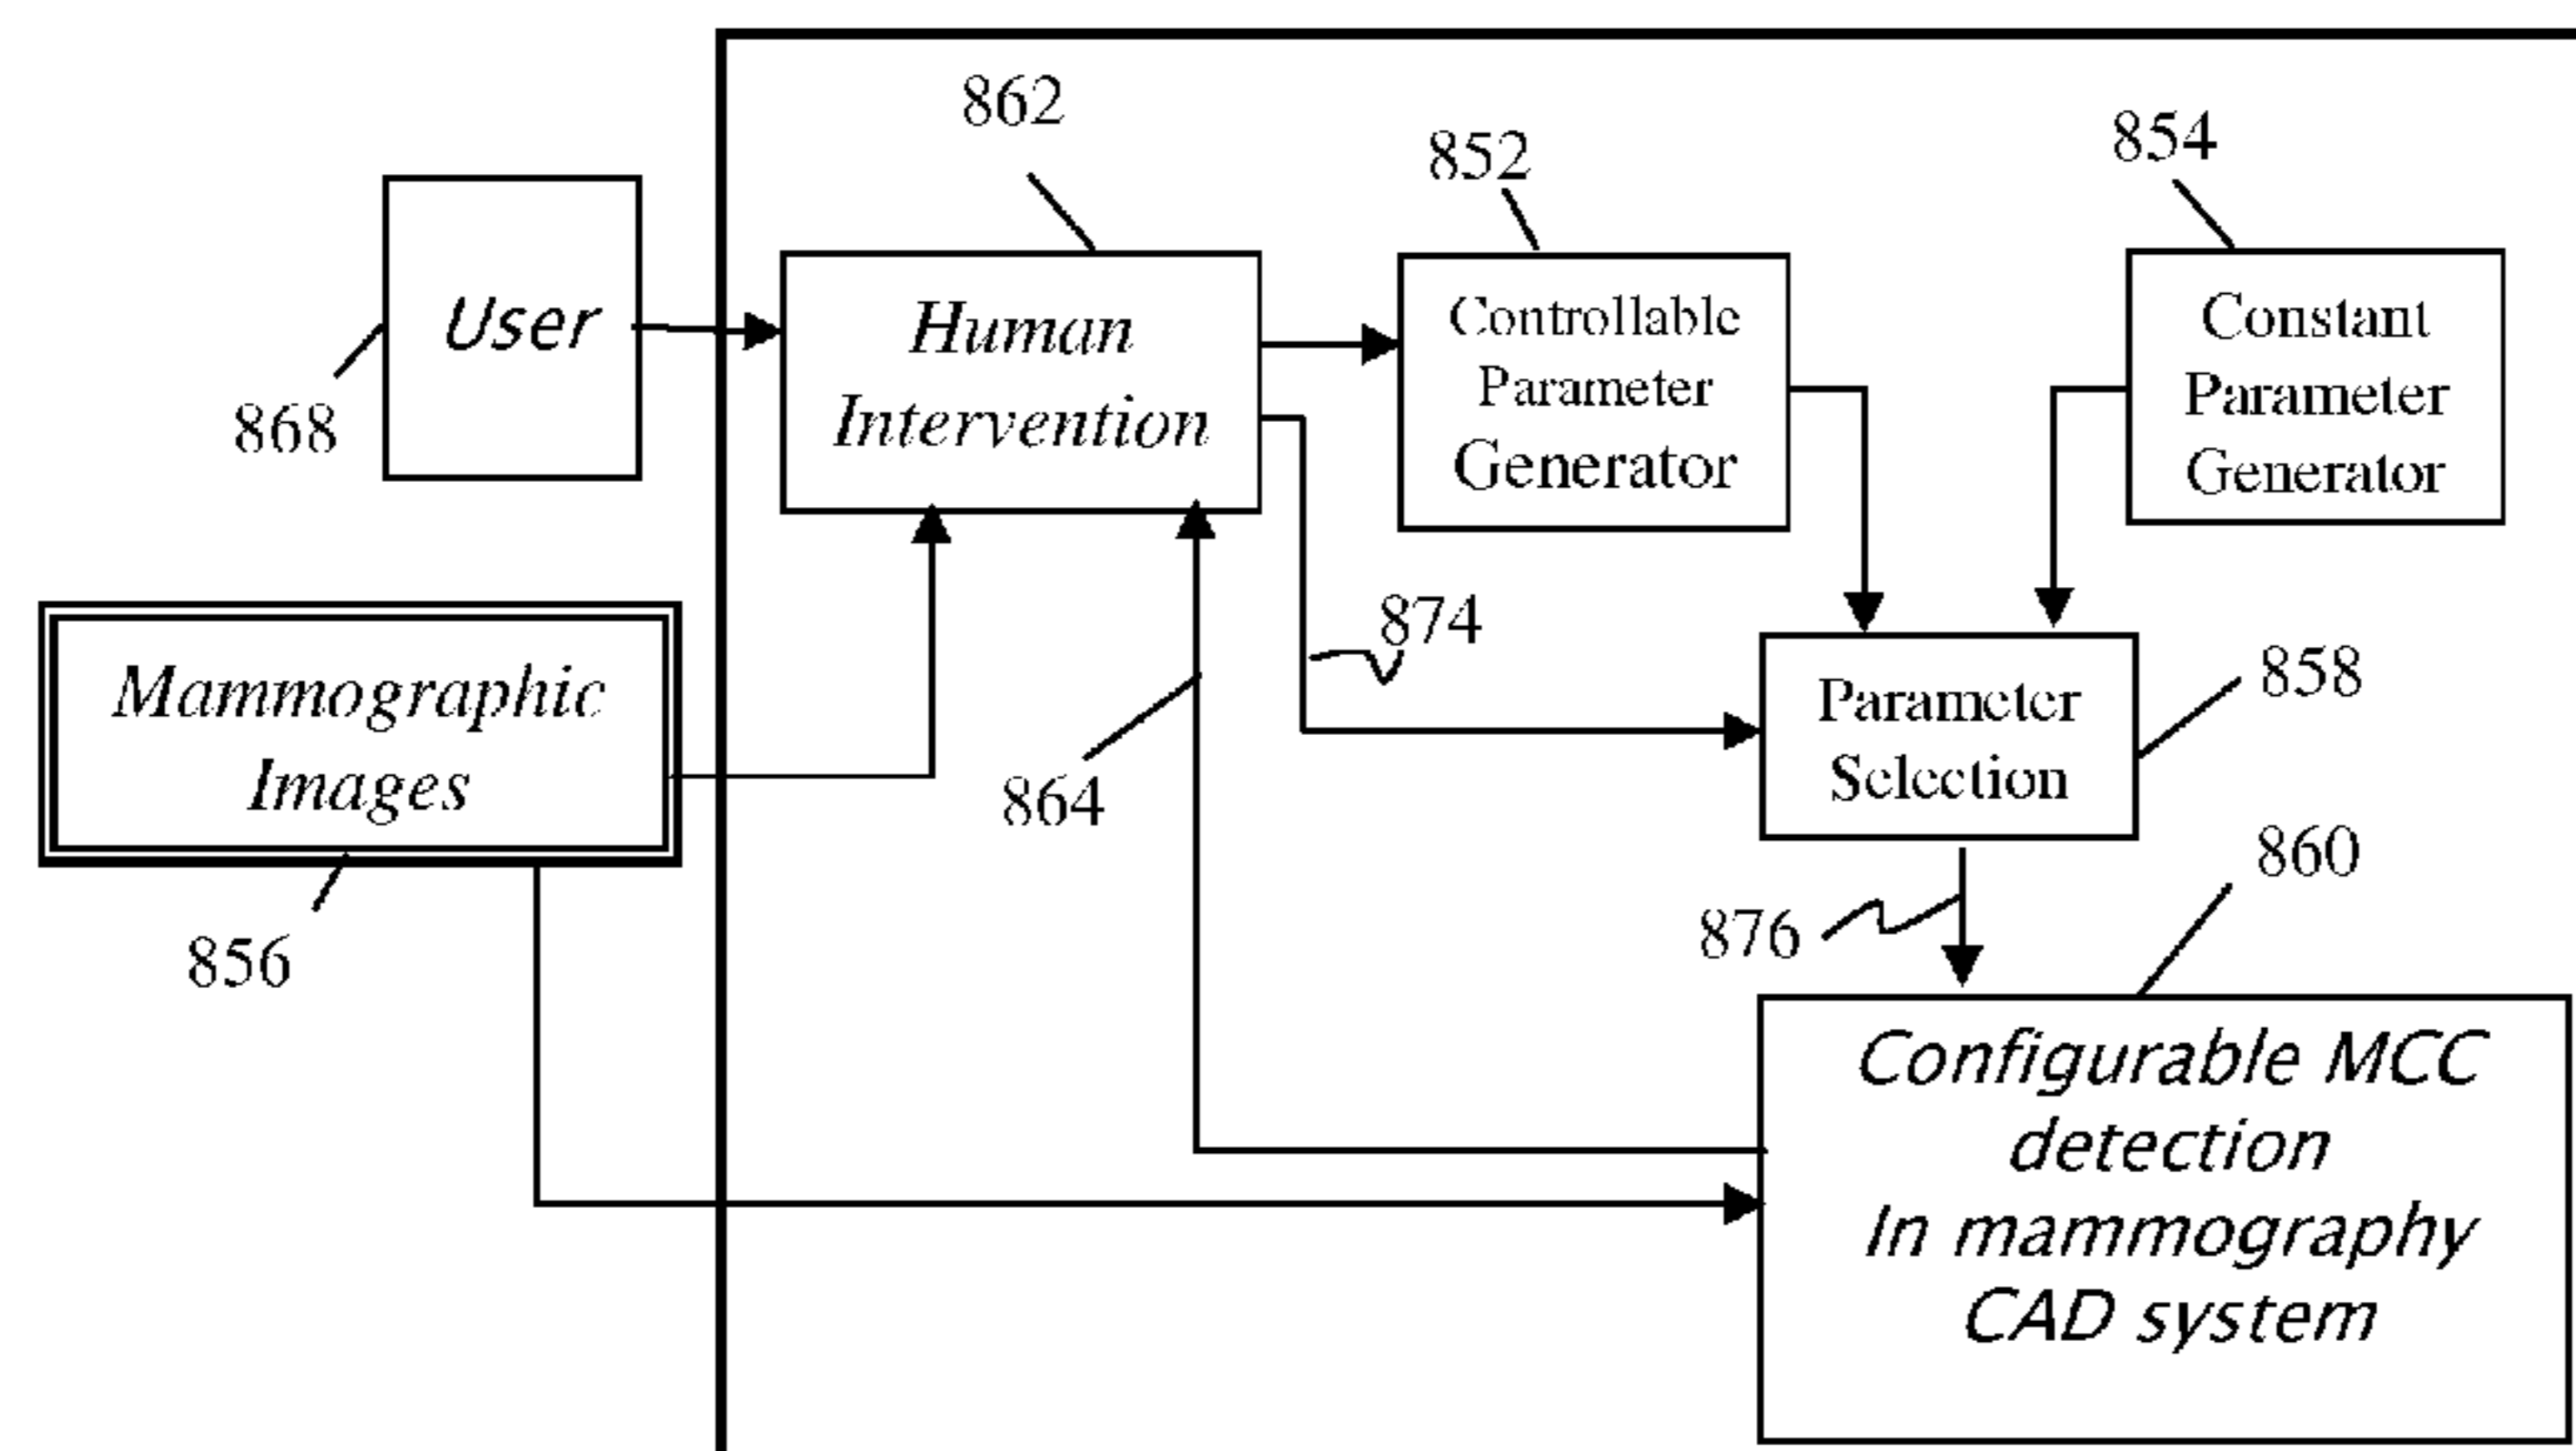 862
852
854
User
868
Human
Intervention
Controllable
Parameter
Generator
Constant
Parameter
Generator
874
Mammographic
Images
856
864
Parameter
Selection
858
876
860
Configurable MCC
detection
In mammography
CAD system